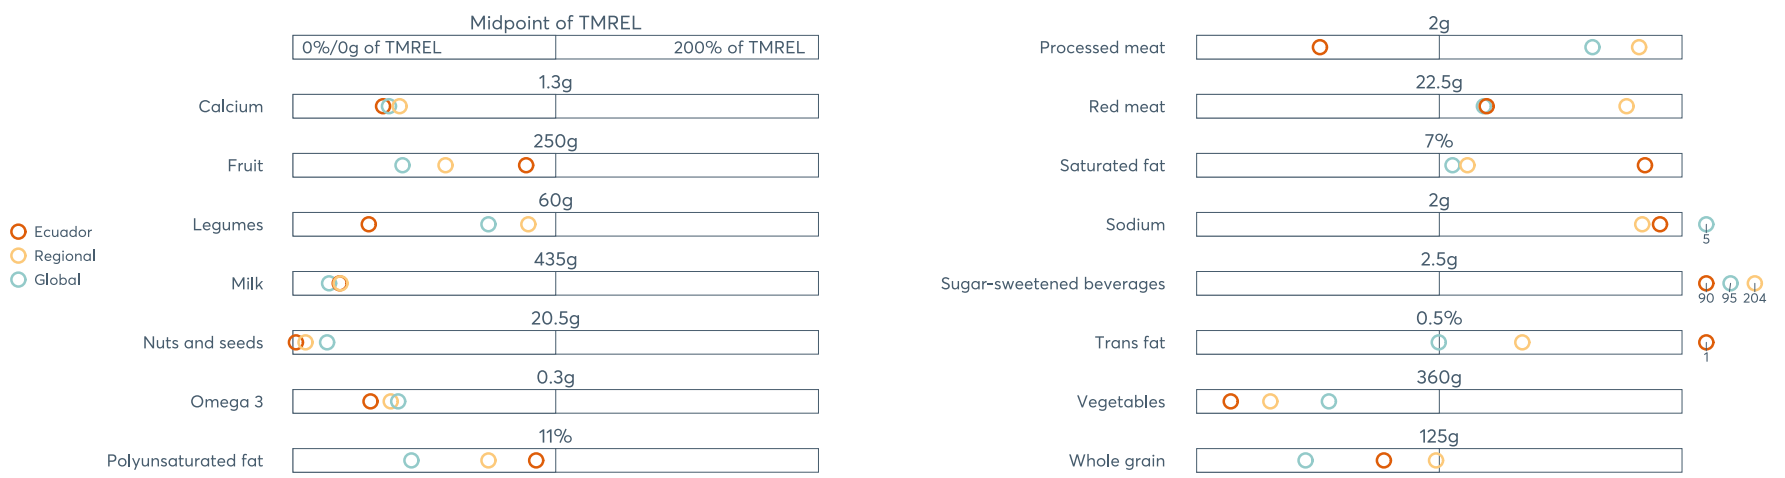 Midpoint of TMREL
0%/0g of TMREL 200% of TMREL
1.3g
Calcium
250g
Fruit
60g
Legumes
435g
Milk
20.5g
Nuts and seeds
0.3g
Omega 3
11%
Polyunsaturated fat
Ecuador
Regional
Global
2g
Processed meat
22.5g
Red meat
7%
Saturated fat
2g
Sodium
5
2.5g
Sugar-sweetened beverages
90 95 204
0.5%
Trans fat
1
360g
Vegetables
125g
Whole grain